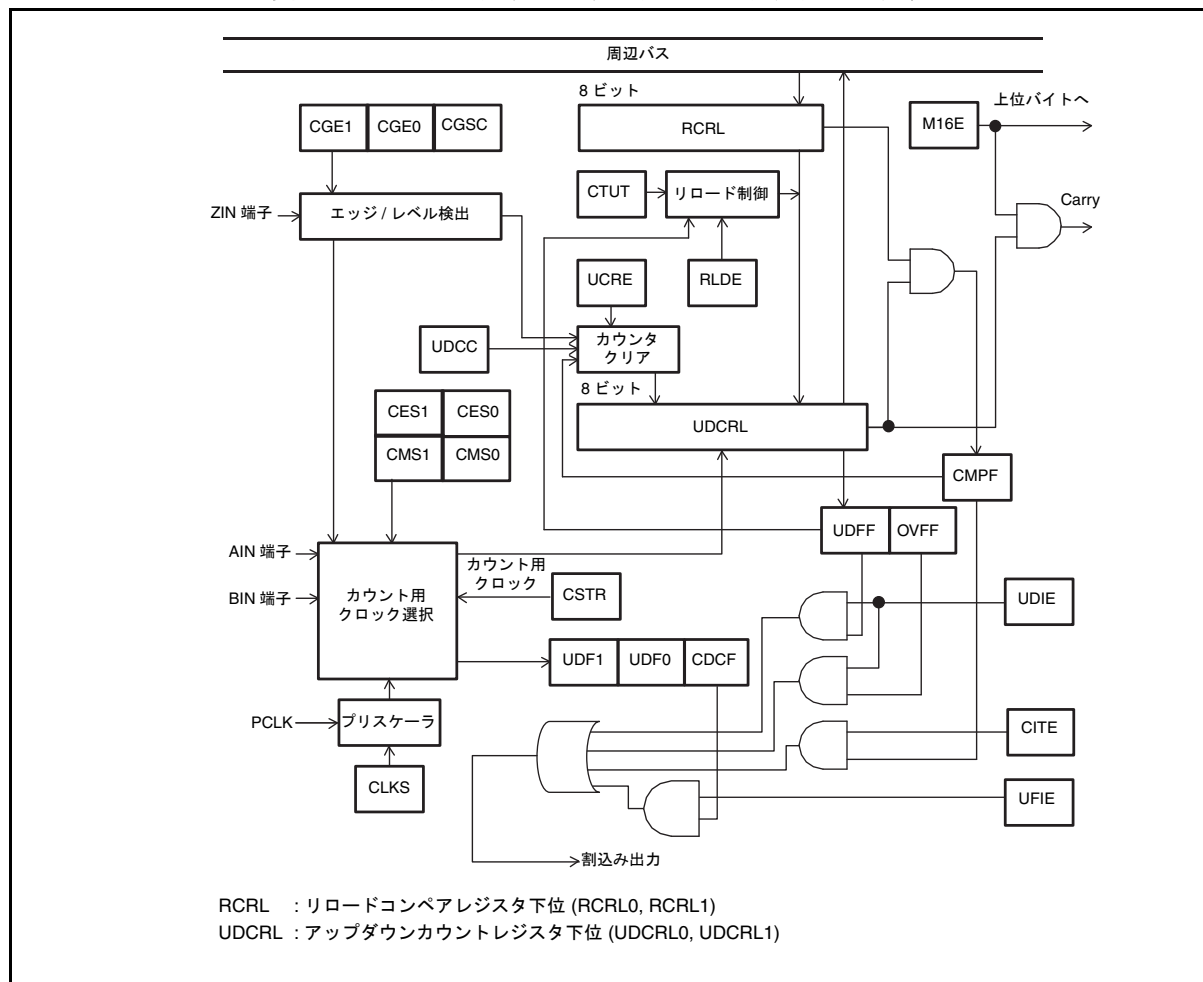 周辺バス
8 ビット
上位バイトへ
CGE1 CGE0 CGSC
RCRL
M16E
CTUT
リロード制御
ZIN 端子
エッジ / レベル検出
Carry
UCRE
RLDE
UDCC
カウンタ
クリア
8 ビット
CES1 CES0
UDCRL
CMS1 CMS0
CMPF
UDFF OVFF
AIN 端子
カウント用
クロック
BIN 端子
カウント用
クロック選択
CSTR
UDIE
UDF1 UDF0 CDCF
PCLK
プリスケーラ
CITE
CLKS
UFIE
割込み出力
RCRL : リロードコンペアレジスタ下位 (RCRL0, RCRL1)
UDCRL : アップダウンカウントレジスタ下位 (UDCRL0, UDCRL1)